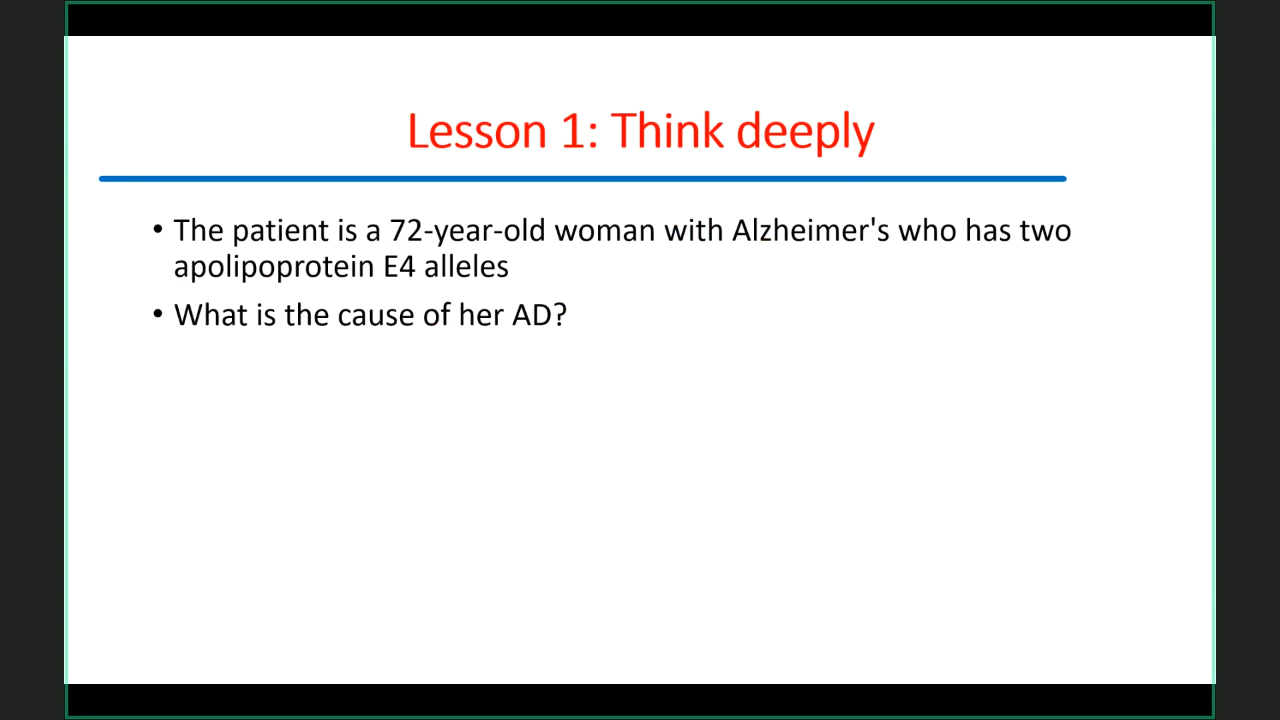 Lesson 1: Think deeply
• The patient is a 72-year-old woman with Alzheimer's who has two
apolipoprotein E4 alleles
• What is the cause of her AD?